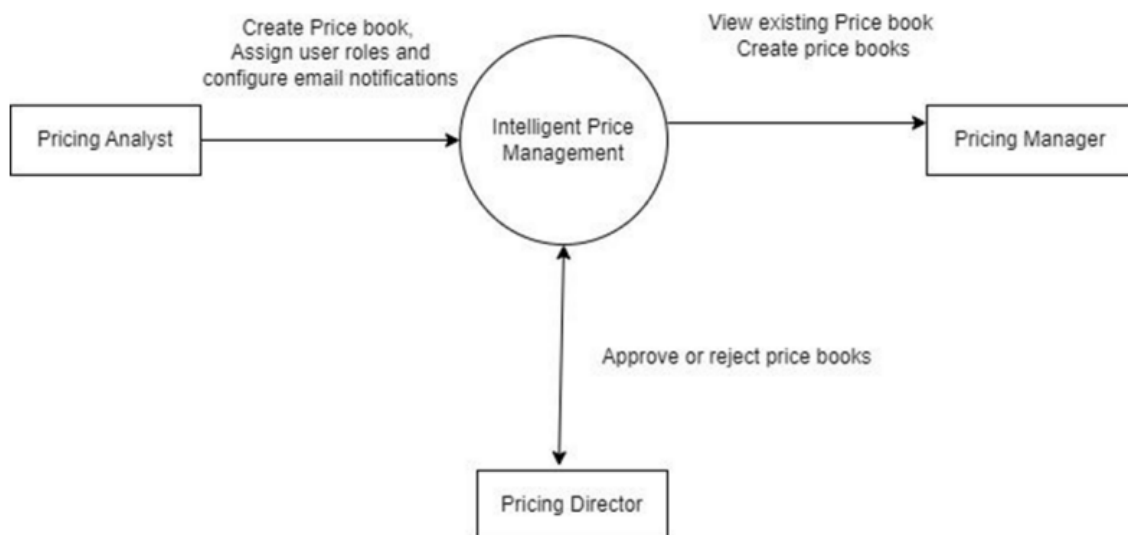 Create Price book,
Assign user roles and
configure email notifications
View existing Price book
Create price books
Pricing Analyst
Intelligent Price
Management
Pricing Manager
Approve or reject price books
Pricing Director